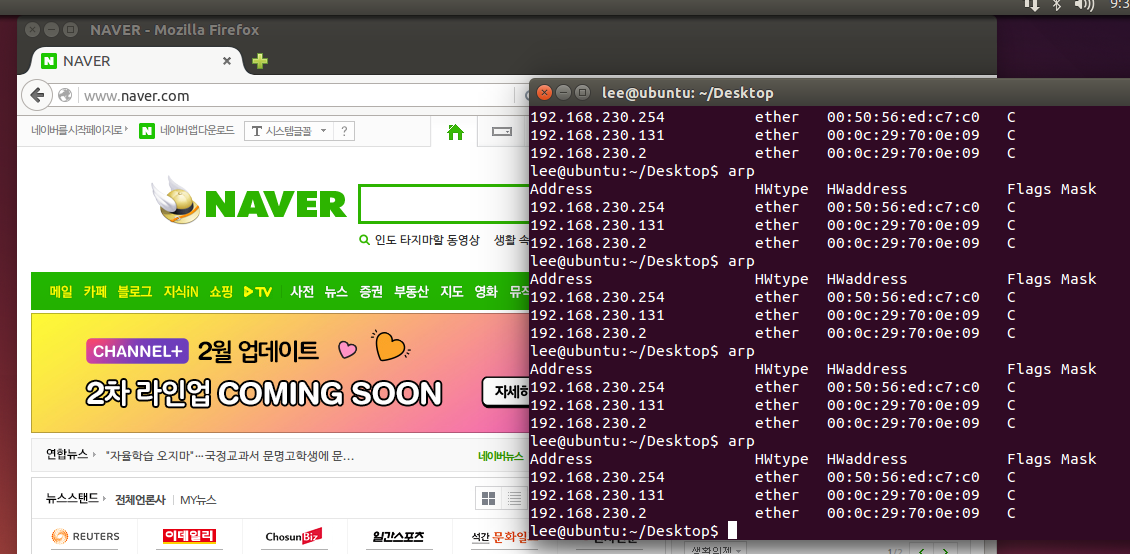 9:3
NAVER - Mozilla Firefox
NAVER
www.naver.com
네이버를 시작페이지로
네이버 앱 다운로드
T 시스템글꼴
?
NAVER
인도 타지마할 동영상 생활 속
메일 카페 블로그 지식iN 쇼핑 TV 사전 뉴스 증권 부동산 지도 영화 뮤직
CHANNEL+ 2월 업데이트
2차 라인업 COMING SOON
자세히
연합뉴스 "자율학습 오지마"…국정교과서 문명고학생에 문…
네이버뉴스
뉴스스탠드 전체언론사 MY뉴스
REUTERS 이데일리 ChosunBiz 일간스포츠 석간 문화일
생활일제
1/7
lee@ubuntu: ~/Desktop
192.168.230.254 ether 00:50:56:ed:c7:c0 C
192.168.230.131 ether 00:0c:29:70:0e:09 C
192.168.230.2 ether 00:0c:29:70:0e:09 C
lee@ubuntu:~/Desktop$ arp
Address HWtype HWaddress Flags Mask
192.168.230.254 ether 00:50:56:ed:c7:c0 C
192.168.230.131 ether 00:0c:29:70:0e:09 C
192.168.230.2 ether 00:0c:29:70:0e:09 C
lee@ubuntu:~/Desktop$ arp
Address HWtype HWaddress Flags Mask
192.168.230.254 ether 00:50:56:ed:c7:c0 C
192.168.230.131 ether 00:0c:29:70:0e:09 C
192.168.230.2 ether 00:0c:29:70:0e:09 C
lee@ubuntu:~/Desktop$ arp
Address HWtype HWaddress Flags Mask
192.168.230.254 ether 00:50:56:ed:c7:c0 C
192.168.230.131 ether 00:0c:29:70:0e:09 C
192.168.230.2 ether 00:0c:29:70:0e:09 C
lee@ubuntu:~/Desktop$ arp
Address HWtype HWaddress Flags Mask
192.168.230.254 ether 00:50:56:ed:c7:c0 C
192.168.230.131 ether 00:0c:29:70:0e:09 C
192.168.230.2 ether 00:0c:29:70:0e:09 C
lee@ubuntu:~/Desktop$